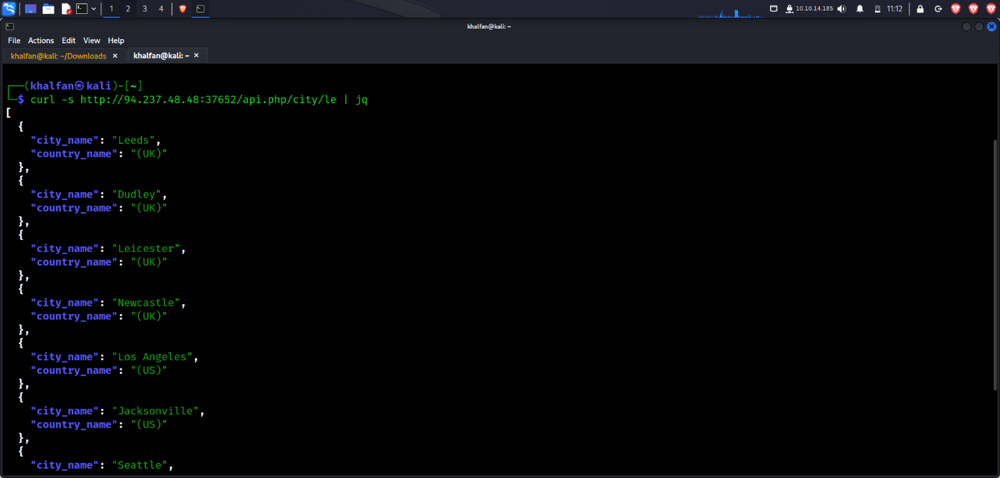 1 2 3 4 10.10.14.185 11:12
khalfan@kali: ~
File Actions Edit View Help
khalfan@kali: ~/Downloads × khalfan@kali: ~ ×
┌──(khalfan㉿kali)-[~]
└─$ curl -s http://94.237.48.48:37652/api.php/city/le | jq
[
  {
    "city_name": "Leeds",
    "country_name": "(UK)"
  },
  {
    "city_name": "Dudley",
    "country_name": "(UK)"
  },
  {
    "city_name": "Leicester",
    "country_name": "(UK)"
  },
  {
    "city_name": "Newcastle",
    "country_name": "(UK)"
  },
  {
    "city_name": "Los Angeles",
    "country_name": "(US)"
  },
  {
    "city_name": "Jacksonville",
    "country_name": "(US)"
  },
  {
    "city_name": "Seattle",